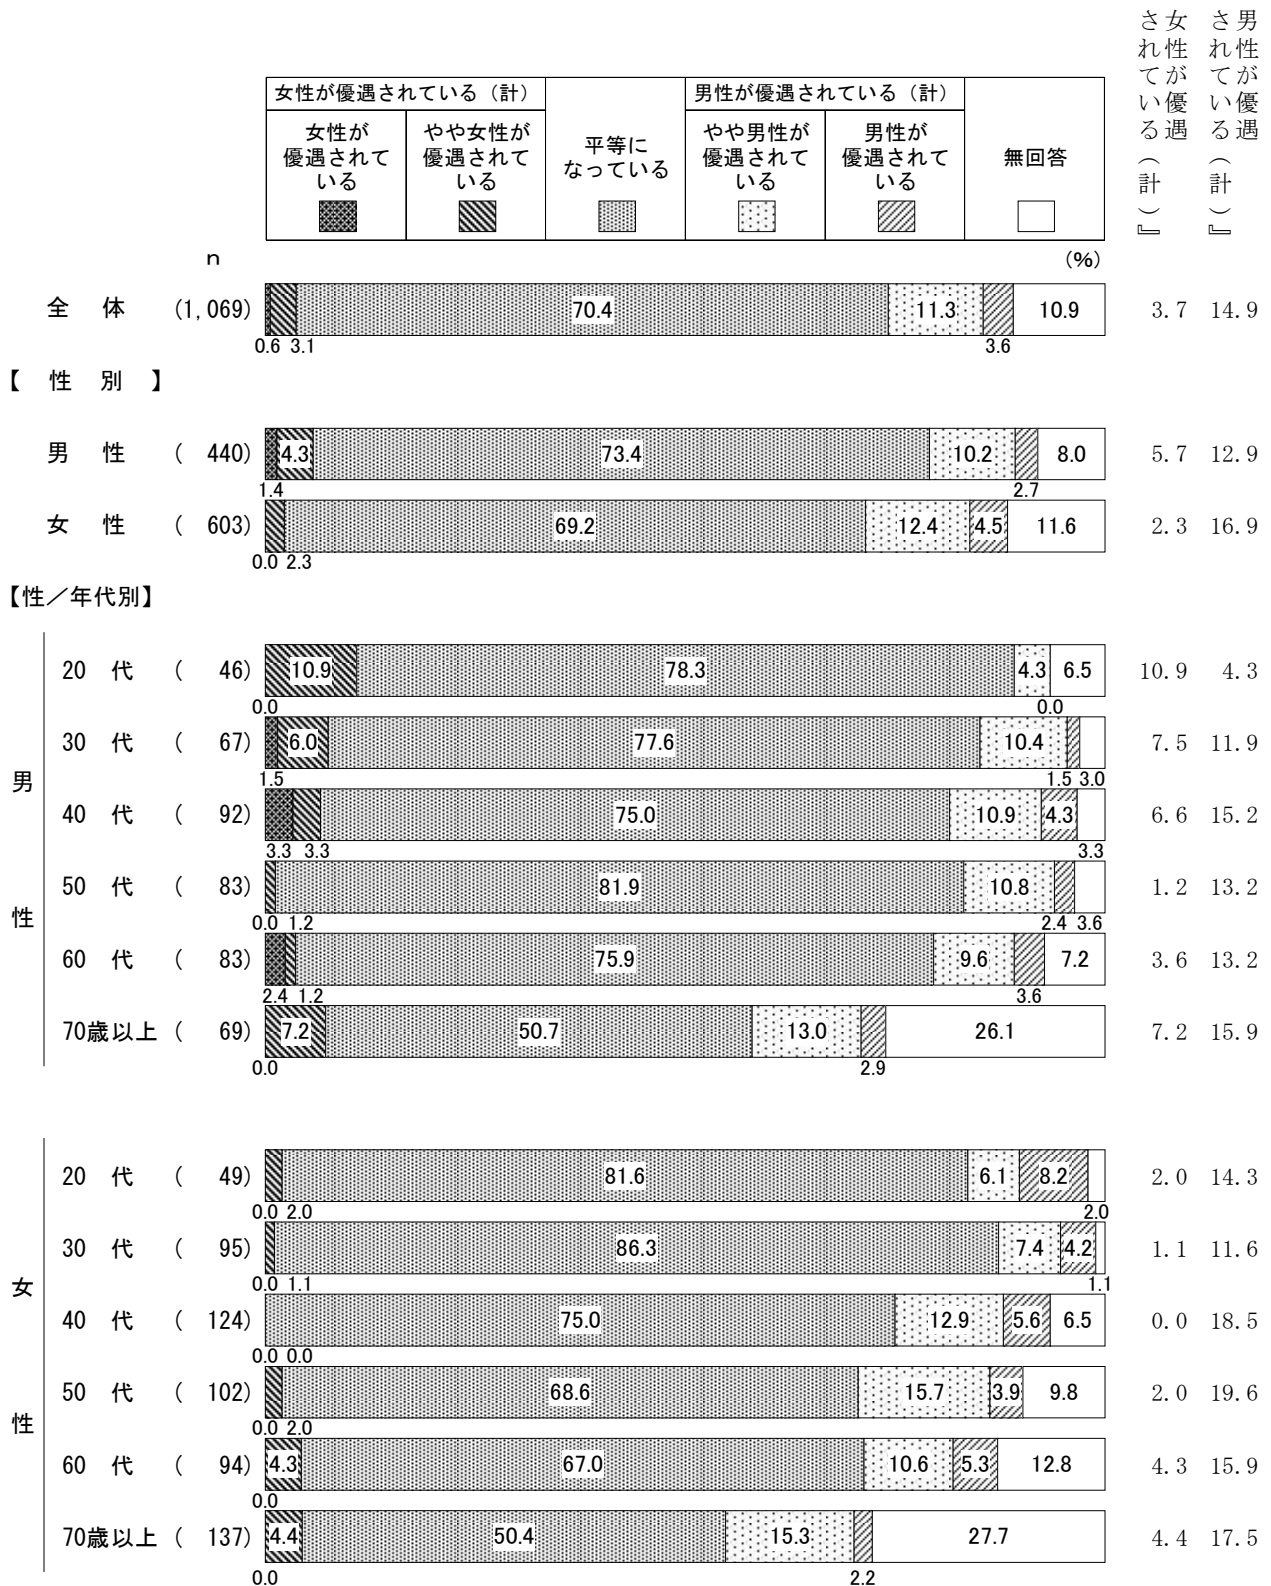 女性が優遇されている（計）』
男性が優遇されている（計）』
女性が優遇されている（計）
男性が優遇されている（計）
女性が
優遇されて
いる
やや女性が
優遇されて
いる
平等に
なっている
やや男性が
優遇されて
いる
男性が
優遇されて
いる
無回答
n
(%)
全 体 (1,069) 70.4 11.3 10.9 3.7 14.9
0.6 3.1 3.6
【 性 別 】
男 性 ( 440) 4.3 73.4 10.2 8.0 5.7 12.9
1.4 2.7
女 性 ( 603) 69.2 12.4 4.5 11.6 2.3 16.9
0.0 2.3
【性／年代別】
男性
20 代 ( 46) 10.9 78.3 4.3 6.5 10.9 4.3
0.0 0.0
30 代 ( 67) 6.0 77.6 10.4 7.5 11.9
1.5 1.5 3.0
40 代 ( 92) 75.0 10.9 4.3 6.6 15.2
3.3 3.3 3.3
50 代 ( 83) 81.9 10.8 1.2 13.2
0.0 1.2 2.4 3.6
60 代 ( 83) 75.9 9.6 7.2 3.6 13.2
2.4 1.2 3.6
70歳以上 ( 69) 7.2 50.7 13.0 26.1 7.2 15.9
0.0 2.9
女性
20 代 ( 49) 81.6 6.1 8.2 2.0 14.3
0.0 2.0 2.0
30 代 ( 95) 86.3 7.4 4.2 1.1 11.6
0.0 1.1 1.1
40 代 ( 124) 75.0 12.9 5.6 6.5 0.0 18.5
0.0 0.0
50 代 ( 102) 68.6 15.7 3.9 9.8 2.0 19.6
0.0 2.0
60 代 ( 94) 4.3 67.0 10.6 5.3 12.8 4.3 15.9
0.0
70歳以上 ( 137) 4.4 50.4 15.3 27.7 4.4 17.5
0.0 2.2